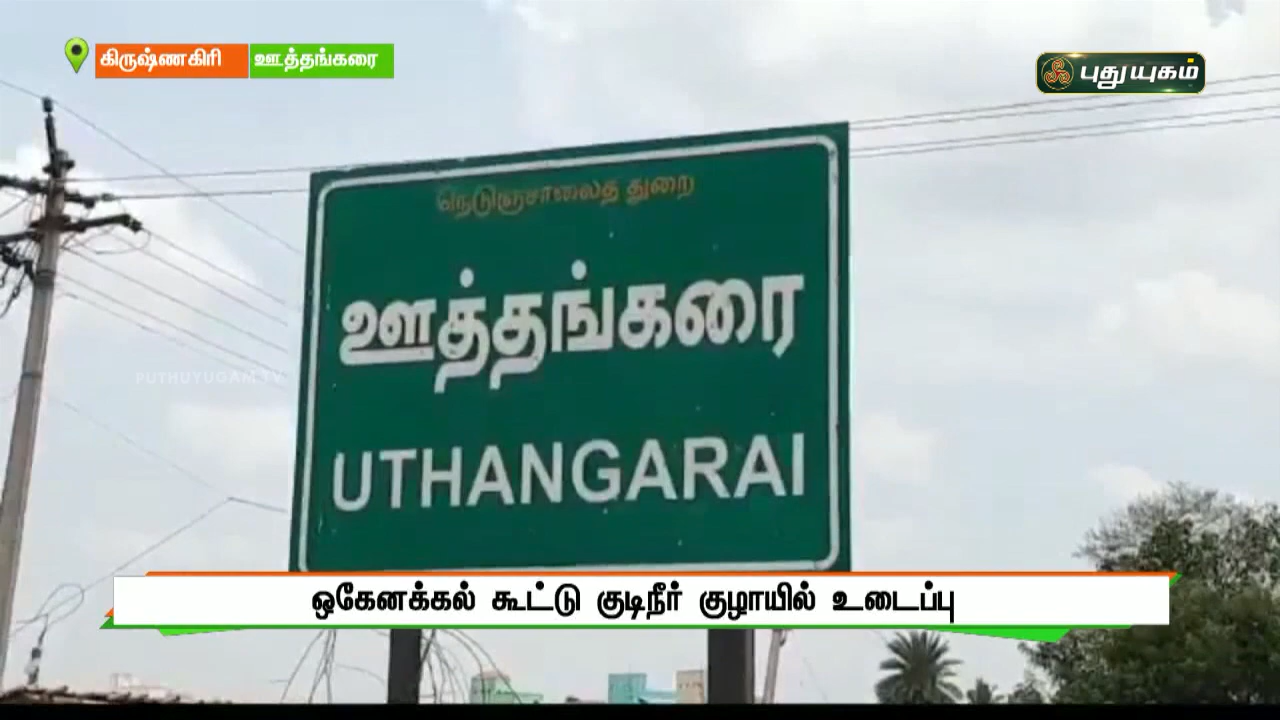 கிருஷ்ணகிரி ஊத்தங்கரை
புதுயுகம்
நெடுஞ்சாலைத் துறை
ஊத்தங்கரை
PUTHUYUGAM TV
UTHANGARAI
ஒகேனக்கல் கூட்டு குடிநீர் குழாயில் உடைப்பு